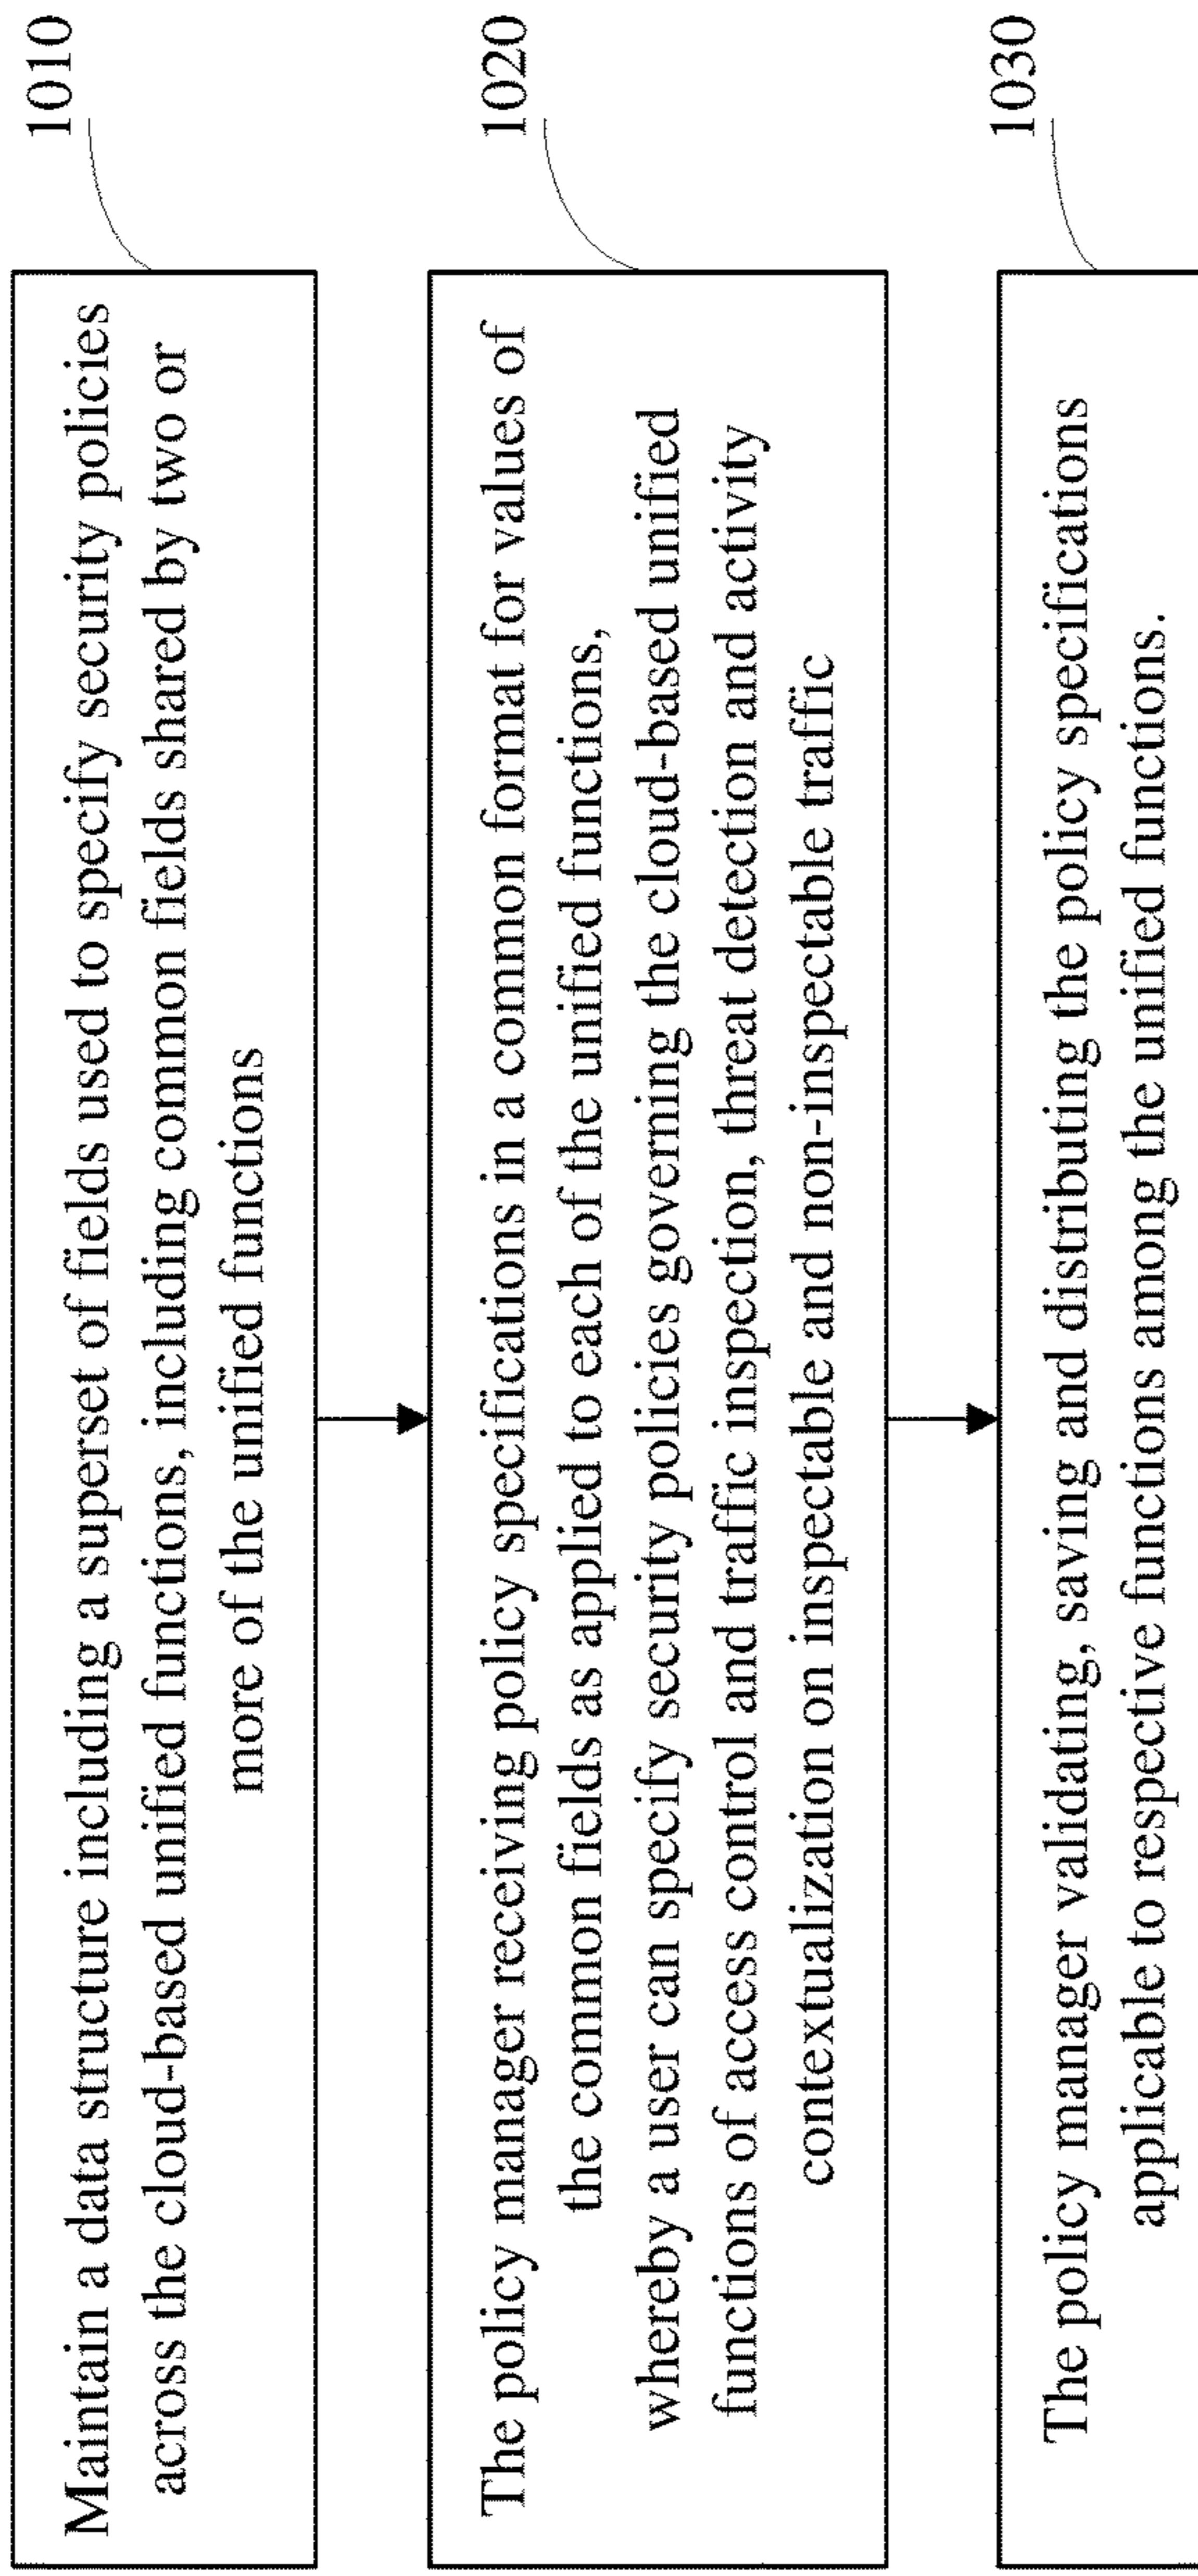 1010
Maintain a data structure including a superset of fields used to specify security policies
across the cloud-based unified functions, including common fields shared by two or
more of the unified functions
1020
The policy manager receiving policy specifications in a common format for values of
the common fields as applied to each of the unified functions,
whereby a user can specify security policies governing the cloud-based unified
functions of access control and traffic inspection, threat detection and activity
contextualization on inspectable and non-inspectable traffic
1030
The policy manager validating, saving and distributing the policy specifications
applicable to respective functions among the unified functions.